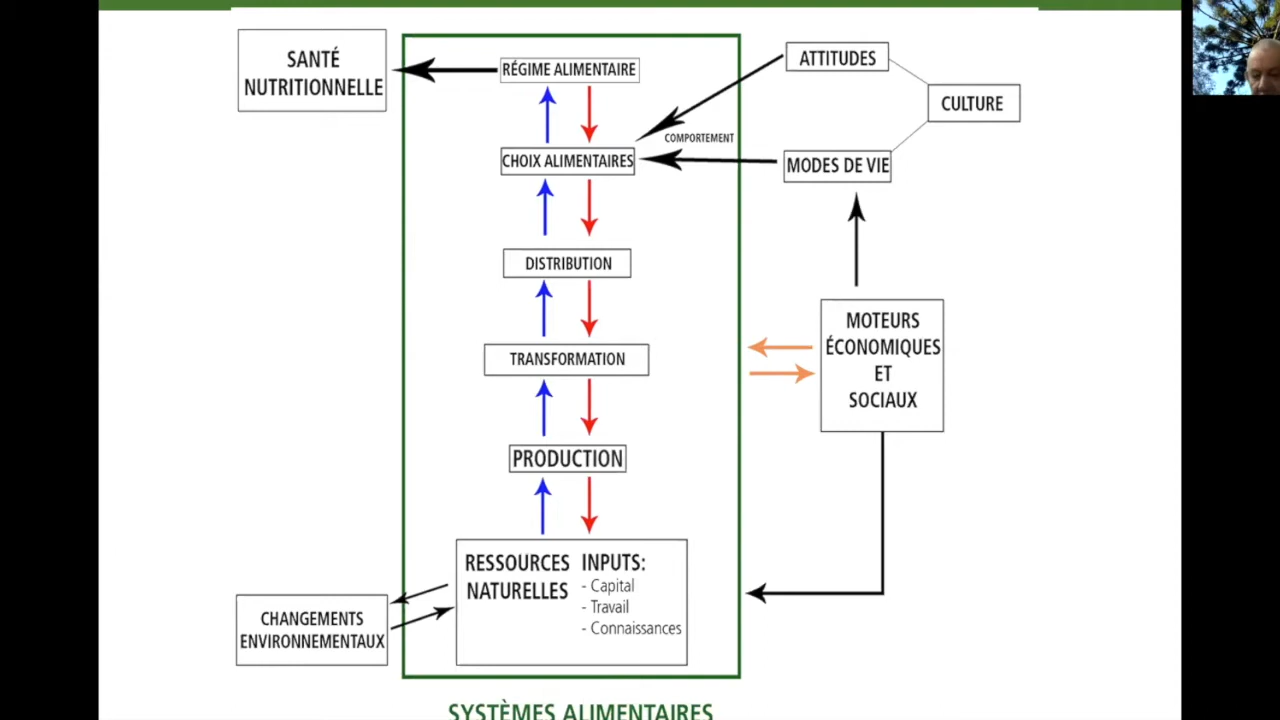 SANTÉ
NUTRITIONNELLE
RÉGIME ALIMENTAIRE
ATTITUDES
CULTURE
COMPORTEMENT
CHOIX ALIMENTAIRES
MODES DE VIE
DISTRIBUTION
TRANSFORMATION
MOTEURS
ÉCONOMIQUES
ET
SOCIAUX
PRODUCTION
RESSOURCES
NATURELLES
INPUTS:
- Capital
- Travail
- Connaissances
CHANGEMENTS
ENVIRONNEMENTAUX
SYSTÈMES ALIMENTAIRES